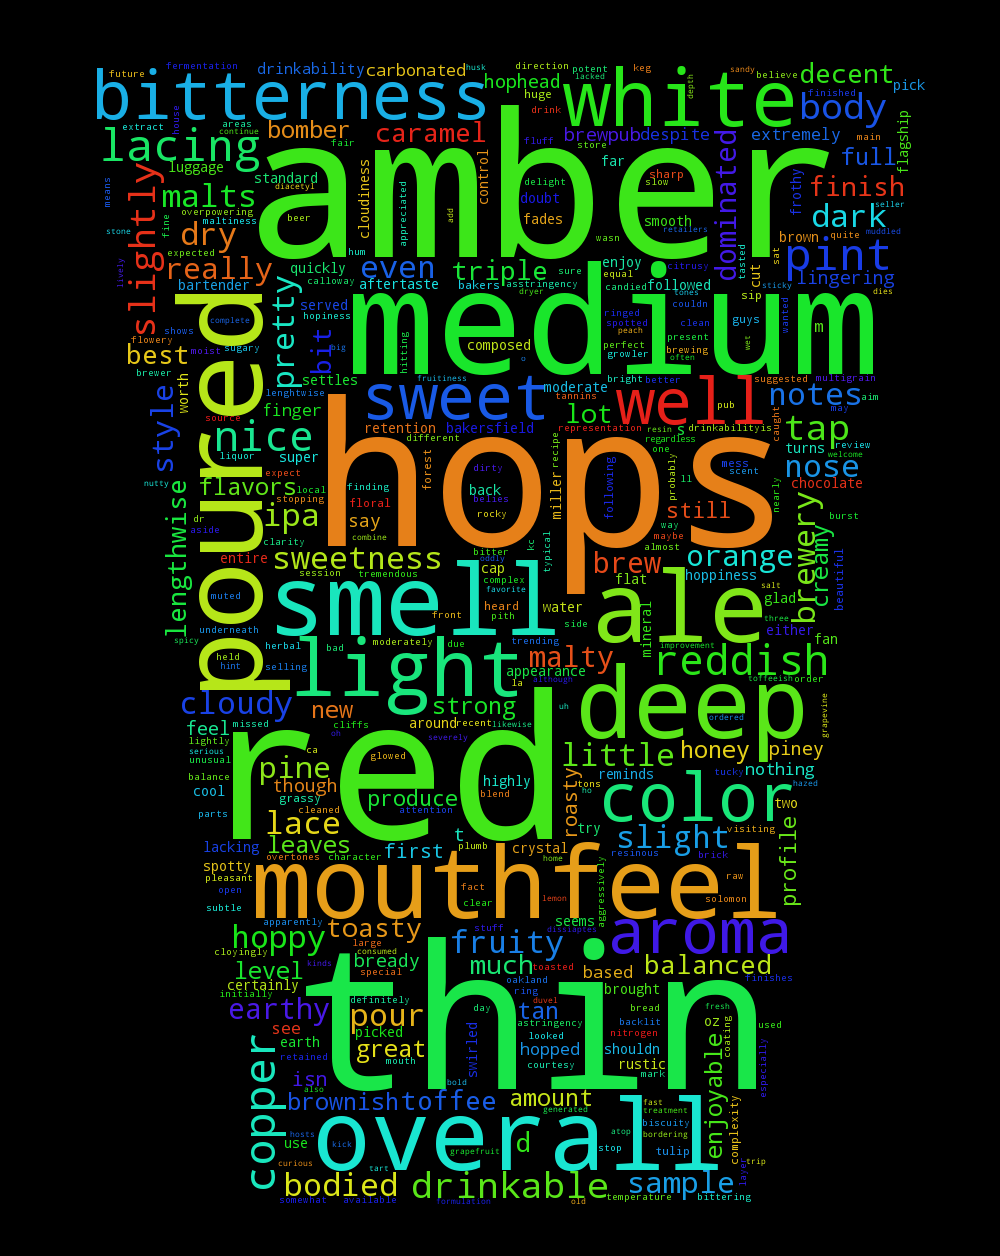 future fermentation drinkability carbonated husk direction potent keg sandy believe decent pick
bitterness hophead huge lacked white depth drink finished body
extract house areas continue bomber caramel fluff store brewpub despite extremely main flagship
lacing fair amber dominated full
luggage standard cloudiness control far sharp slow frothy finish
means slightly malts diacetyl appreciated add delight doubt smooth retailers dark seller
overpowering maltiness beer fades wasn brown quite muddled
stone fine dry expected hum tasted sat pint
lively really quickly calloway even triple sure enjoy equal citrusy cut lingering
bartender pretty aftertaste bakers asstringency candied followed tones sticky dies
poured served medium dryer ringed couldn sip wanted
shows complete hopiness bit composed spotted peach clean guys m
flowery best moist sugary big hitting o perfect growler present brewing wet often
brewer worth lenghtwise settles fruitiness moderate bright better suggested multigrain
style source finger sweet tannins well pub notes aim may
nice retention bakersfield lot representation resin s drinkabilityis caught tap
liquor super different hops regardless one turns review welcome
nutty flavors expect forest finding dirty recipe miller mess scent nose
lengthwise local stopping floral back belies following probably ll nearly chocolate
dr aside ipa say rocky still brewery creamy burst
clarity combine kc typical way maybe
entire sweetness bitter oddly almost brew orange
session tremendous cap complex favorite flat hoppiness salt beautiful
muted smell heard pith water ale mineral glad
underneath front side three either
spicy herbal bad moderately due trending malty improvement fan
held hint selling light appearance reddish
cloudy new strong la although deep toffeeish order
feel missed cliffs around recent likewise uh ordered grapevine
lightly serious unusual oh severely little honey piney
balance pine ca glowed red reminds tucky nothing
cool though grassy highly roasty tons color hazed
parts cleaned produce blend attention ho two
lace t plumb try slight visiting profile
lacking leaves first crystal
spotty overtones character home resinous brick
pleasant open mouthfeel fact aggressively raw
subtle clear lemon solomon
apparently toasty stuff seems aroma
hoppy large consumed fruity dissipates
cloyingly level kinds bready much toasted based balanced
certainly special oakland finishes
initially definitely thin ring duvel brought bread fresh
earthy pour day astringency tan backlit oz used
see picked looked hopped nitrogen coating
copper earth great swirled courtesy shouldn enjoyable especially
retained mouth rustic
isn also bold mark
brownish toffee amount fast treatment
hosts generated biscuity complexity
use kick overall d atop bordering
grapefruit stop tulip
curious tart trip
bodied drinkable sample layer
somewhat available formulation old temperature bittering